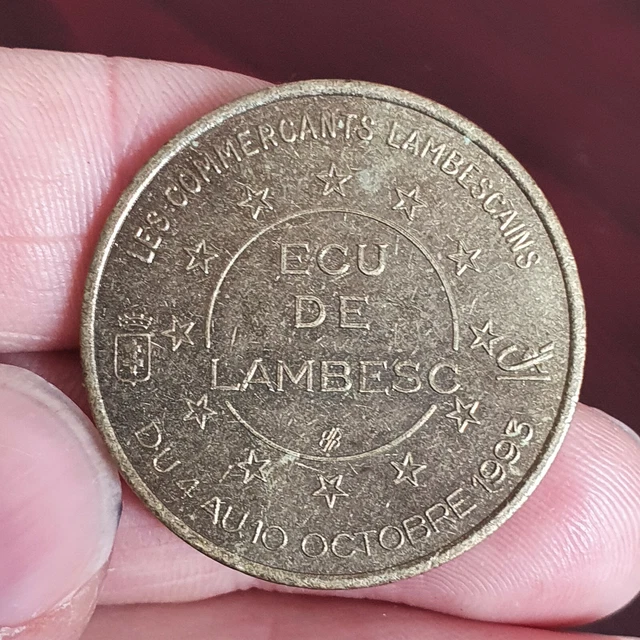 LES COMMERCANTS LAMBESCAINS
ECU
DE
LAMBESC
DU 4 AU 10 OCTOBRE 1993